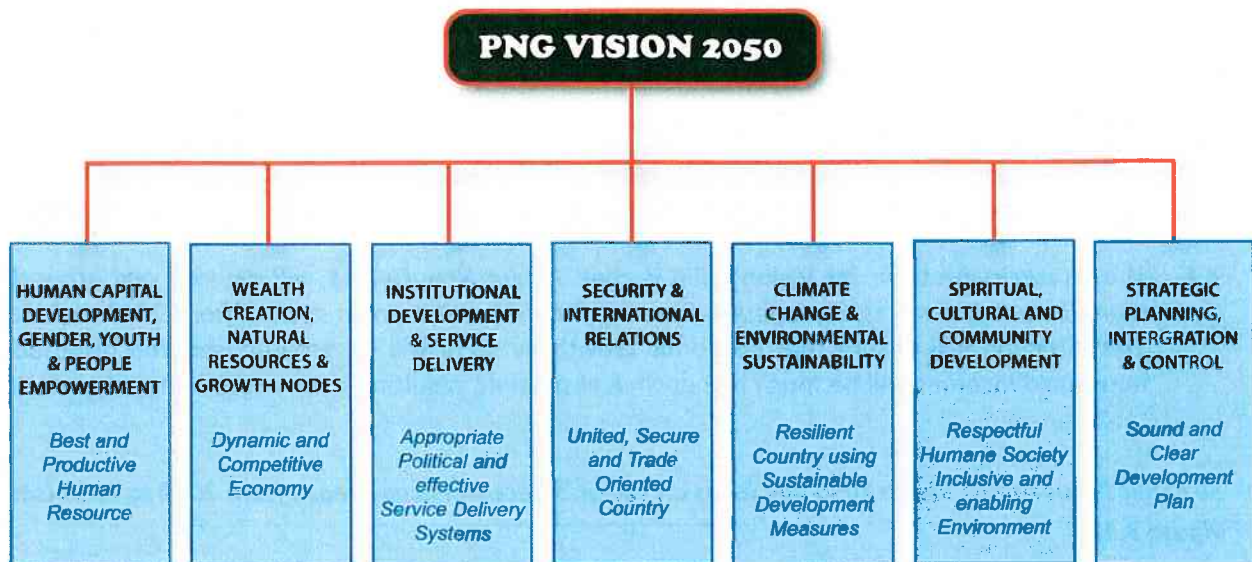 PNG VISION 2050
HUMAN CAPITAL
DEVELOPMENT,
GENDER, YOUTH
& PEOPLE
EMPOWERMENT
Best and
Productive
Human
Resource
WEALTH
CREATION,
NATURAL
RESOURCES &
GROWTH NODES
Dynamic and
Competitive
Economy
INSTITUTIONAL
DEVELOPMENT
& SERVICE
DELIVERY
Appropriate
Political and
effective
Service Delivery
Systems
SECURITY &
INTERNATIONAL
RELATIONS
United, Secure
and Trade
Oriented
Country
CLIMATE
CHANGE &
ENVIRONMENTAL
SUSTAINABILITY
Resilient
Country using
Sustainable
Development
Measures
SPIRITUAL,
CULTURAL AND
COMMUNITY
DEVELOPMENT
Respectful
Humane Society
Inclusive and
enabling
Environment
STRATEGIC
PLANNING,
INTERGRATION
& CONTROL
Sound and
Clear
Development
Plan